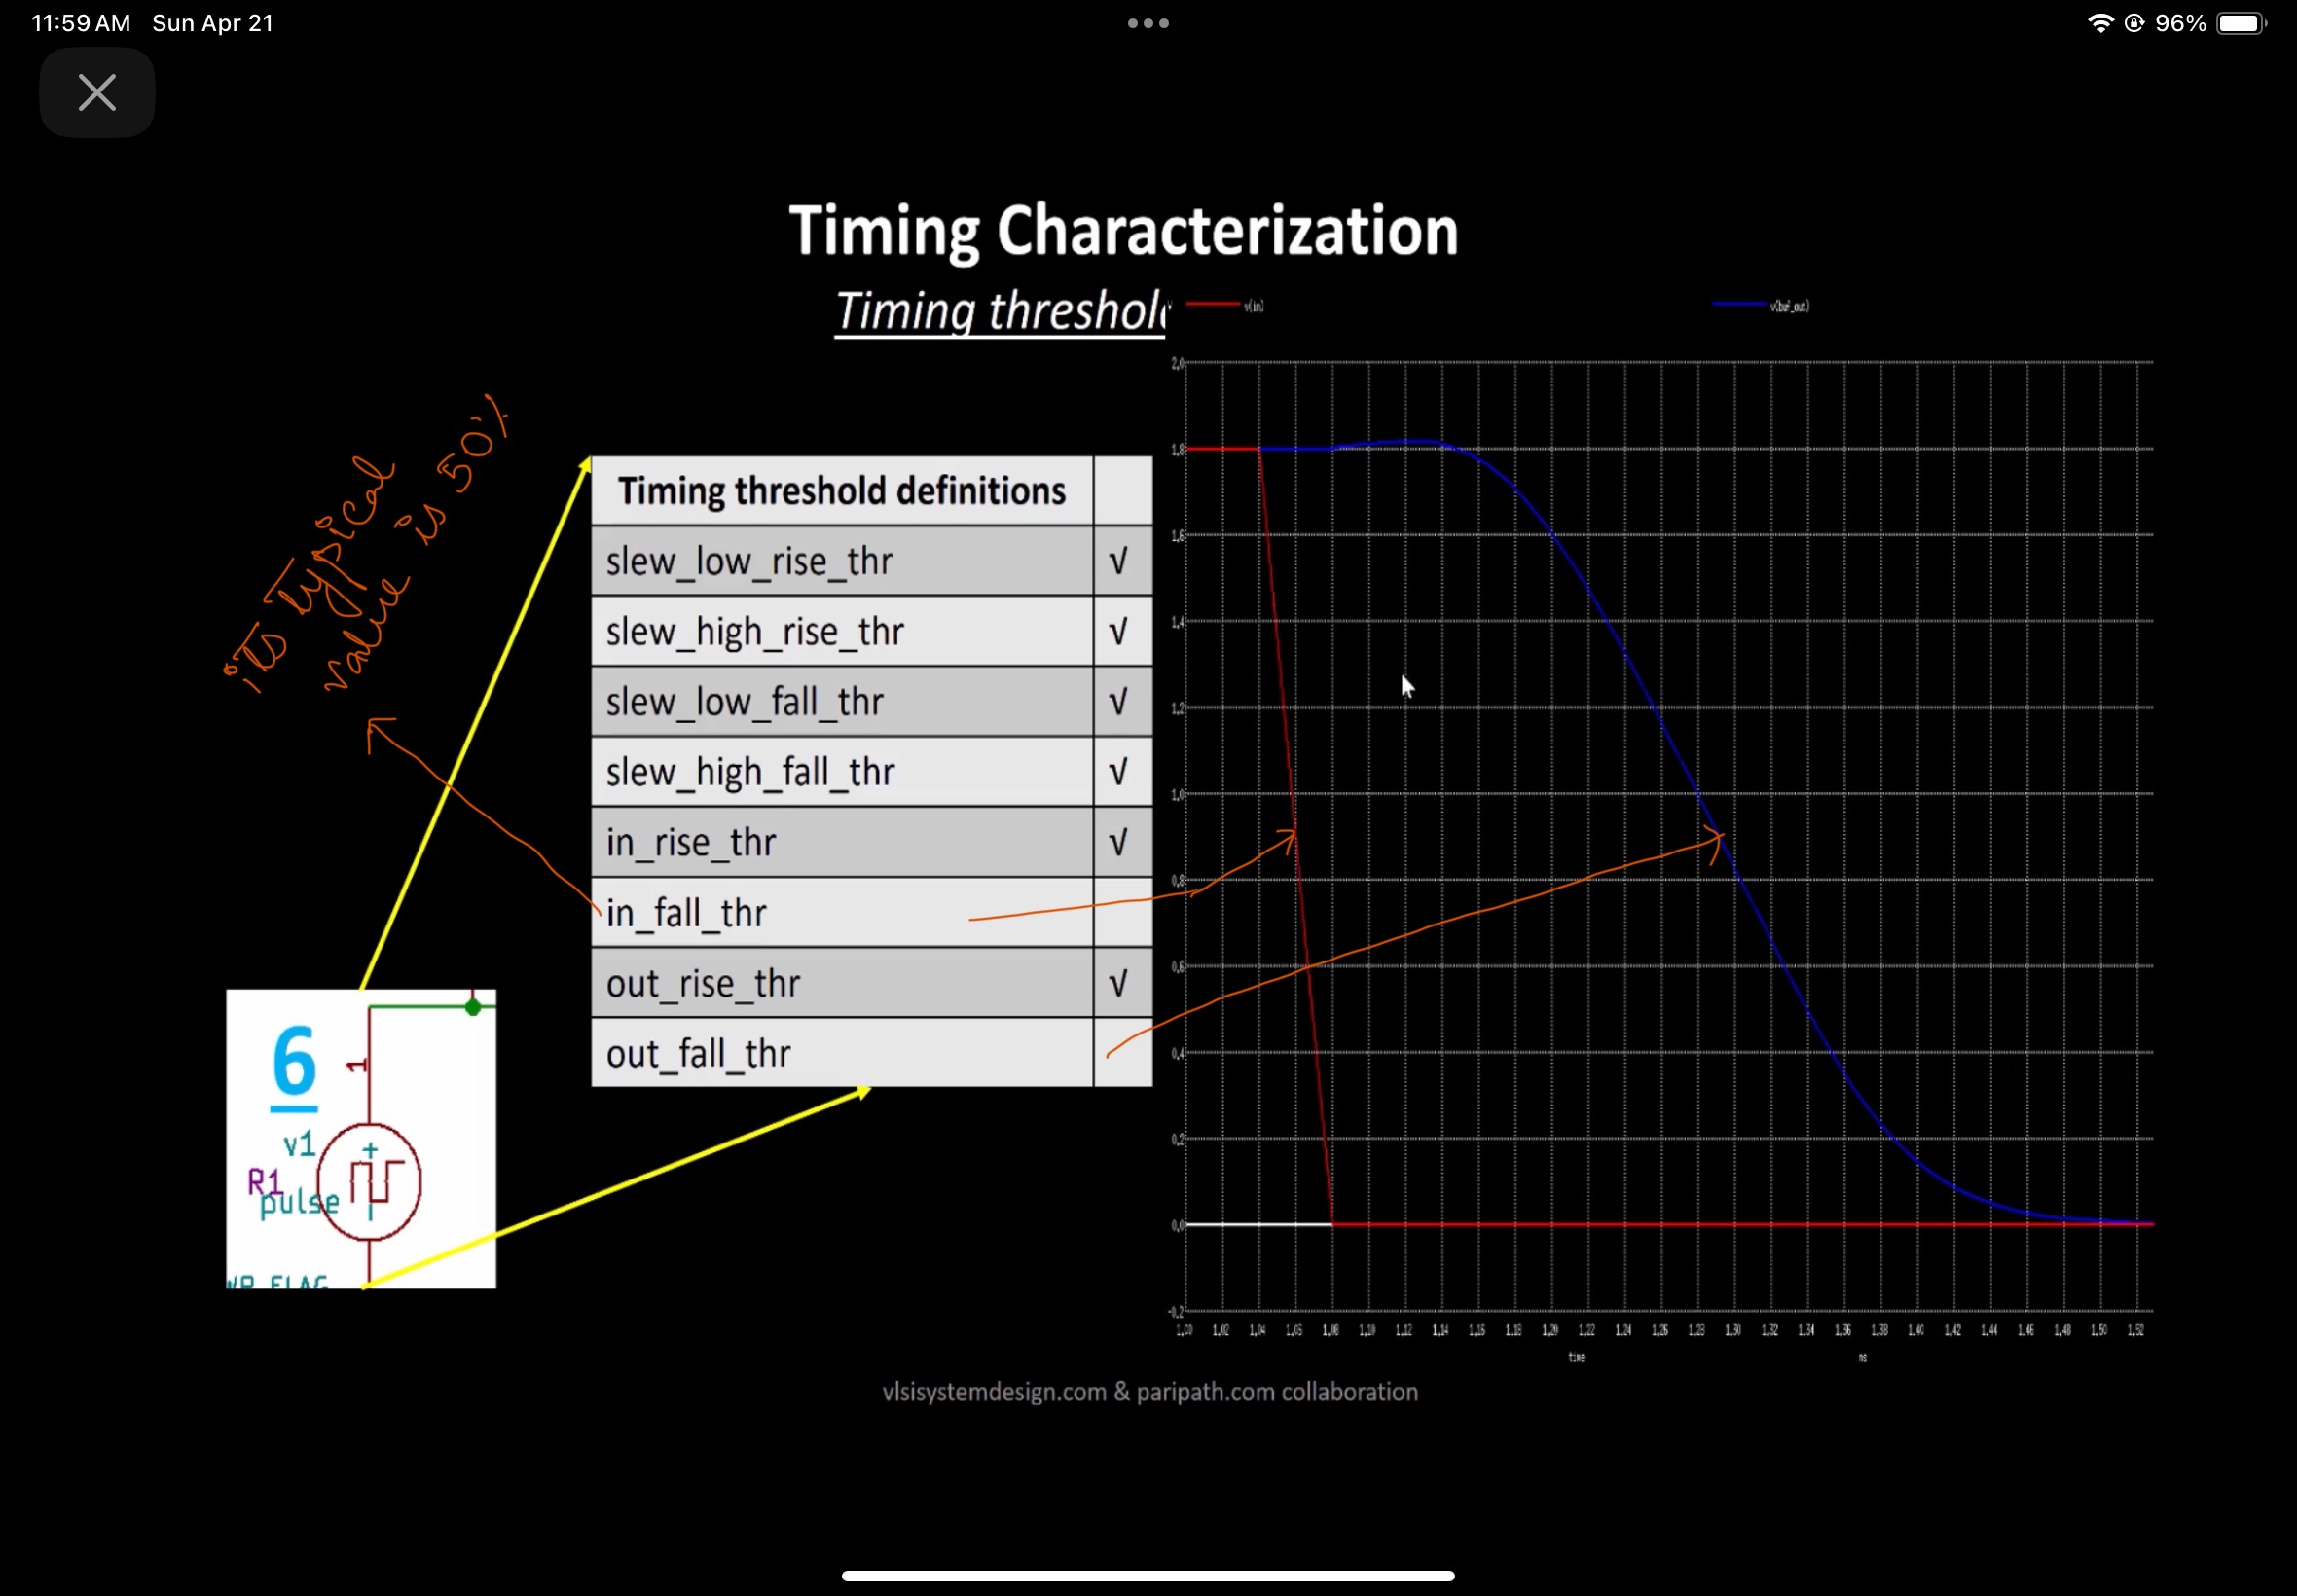 11:59 AM Sun Apr 21
96%
Timing Characterization
Timing threshol
v(in)
v(buf_out)
its typical
value is 50%
Timing threshold definitions
slew_low_rise_thr √
slew_high_rise_thr √
slew_low_fall_thr √
slew_high_fall_thr √
in_rise_thr √
in_fall_thr
out_rise_thr √
out_fall_thr
6
1
v1
+
R1
pulse
WR_FLAG
2,0
1,8
1,6
1,4
1,2
1,0
0,8
0,6
0,4
0,2
0,0
-0,2
1,00 1,02 1,04 1,06 1,08 1,10 1,12 1,14 1,16 1,18 1,20 1,22 1,24 1,26 1,28 1,30 1,32 1,34 1,36 1,38 1,40 1,42 1,44 1,46 1,48 1,50 1,52
time ns
vlsisystemdesign.com & paripath.com collaboration